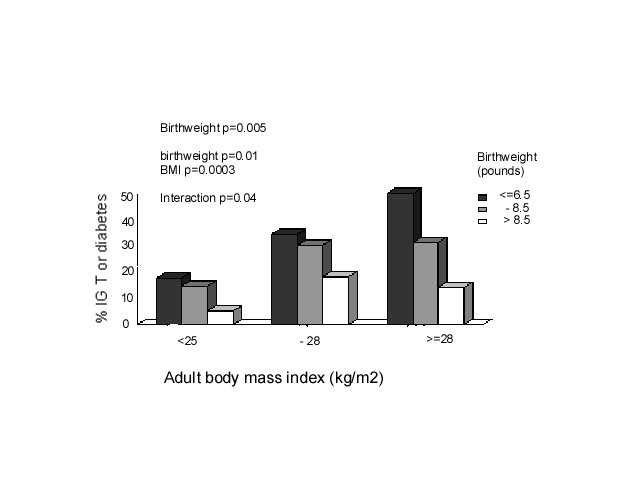 Birthweight p=0.005
birthweight p=0.01
BMI p=0.0003
Interaction p=0.04
Birthweight
(pounds)
<=6.5
- 8.5
> 8.5
% IG T or diabetes
50
40
30
20
10
0
<25
- 28
>=28
Adult body mass index (kg/m2)